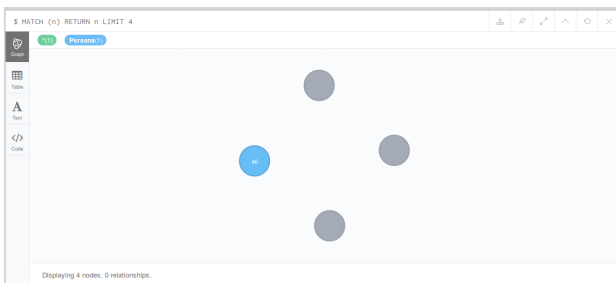 $ MATCH (n) RETURN n LIMIT 4
*(1) Persona(1)
Graph
Table
A
Text
</>
Code
46
Displaying 4 nodes, 0 relationships.